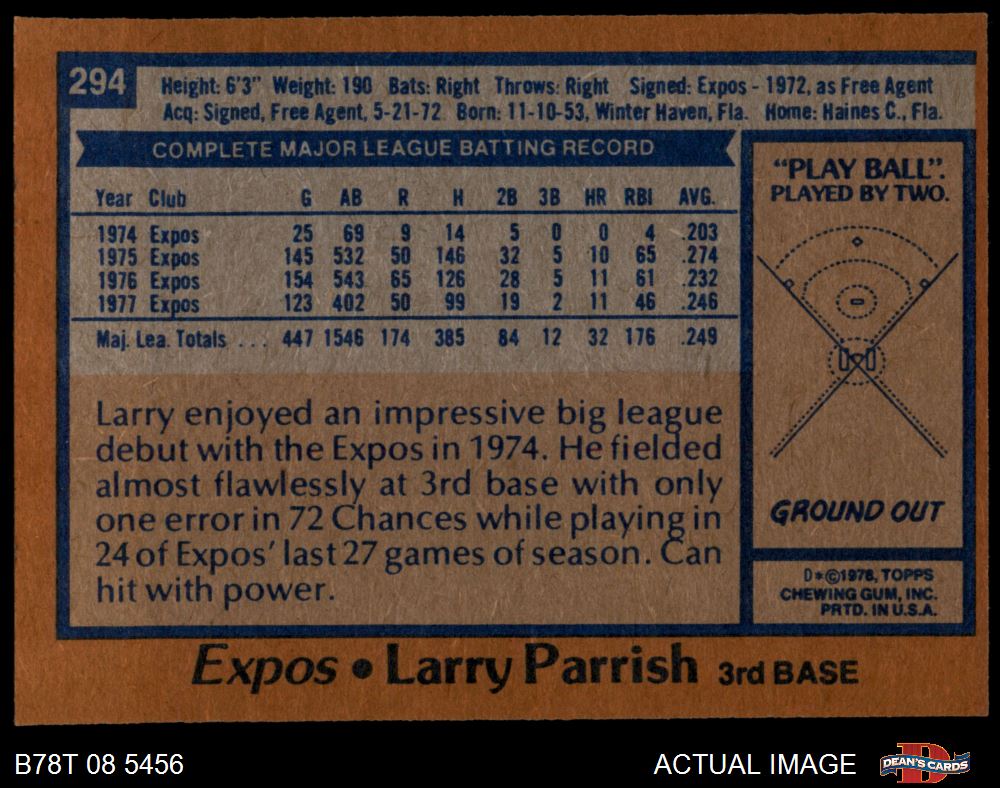 294
Height: 6'3" Weight: 190 Bats: Right Throws: Right Signed: Expos - 1972, as Free Agent
Acq: Signed, Free Agent, 5-21-72 Born: 11-10-53, Winter Haven, Fla. Home: Haines C., Fla.
COMPLETE MAJOR LEAGUE BATTING RECORD
Year Club G AB R H 2B 3B HR RBI AVG.
1974 Expos 25 69 9 14 5 0 0 4 .203
1975 Expos 145 532 50 146 32 5 10 65 .274
1976 Expos 154 543 65 126 28 5 11 61 .232
1977 Expos 123 402 50 99 19 2 11 46 .246
Maj. Lea. Totals ... 447 1546 174 385 84 12 32 176 .249
Larry enjoyed an impressive big league
debut with the Expos in 1974. He fielded
almost flawlessly at 3rd base with only
one error in 72 Chances while playing in
24 of Expos' last 27 games of season. Can
hit with power.
"PLAY BALL".
PLAYED BY TWO.
GROUND OUT
D*©1978, TOPPS
CHEWING GUM, INC.
PRTD. IN U.S.A.
Expos • Larry Parrish 3rd BASE
B78T 08 5456
ACTUAL IMAGE
DEAN'S CARDS